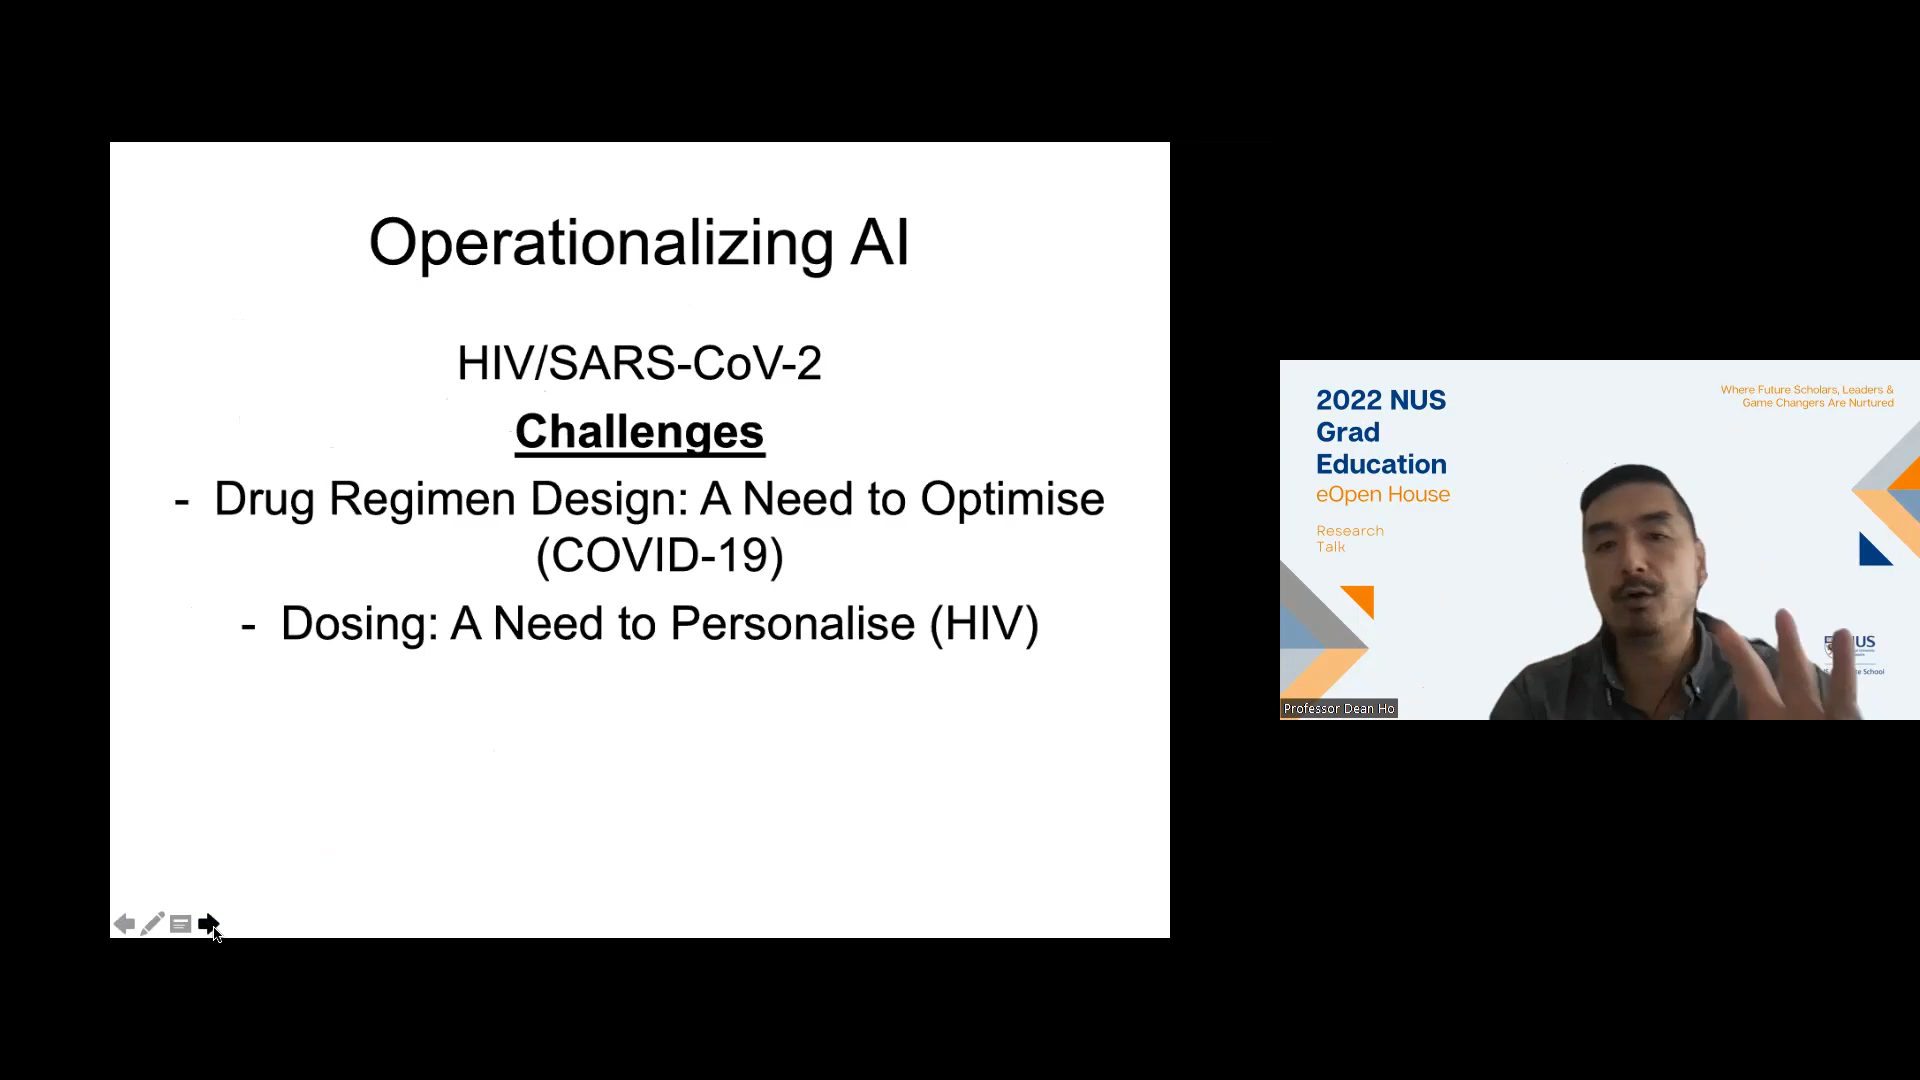 Operationalizing AI
HIV/SARS-CoV-2
Challenges
- Drug Regimen Design: A Need to Optimise
(COVID-19)
- Dosing: A Need to Personalise (HIV)
2022 NUS
Grad
Education
eOpen House
Research
Talk
Where Future Scholars, Leaders &
Game Changers Are Nurtured
School
Professor Dean Ho